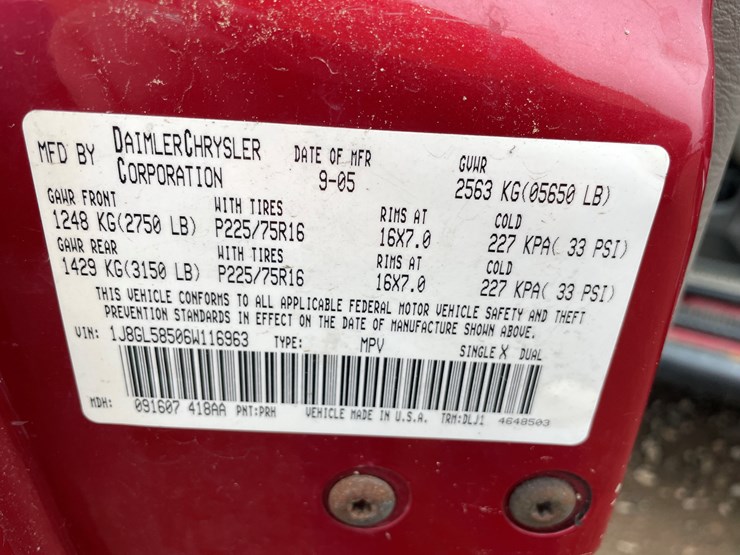 MFD BY DAIMLERCHRYSLER CORPORATION DATE OF MFR 9-05 GVWR 2563 KG(05650 LB)
GAWR FRONT WITH TIRES RIMS AT COLD
1248 KG(2750 LB) P225/75R16 16X7.0 227 KPA( 33 PSI)
GAWR REAR WITH TIRES RIMS AT COLD
1429 KG(3150 LB) P225/75R16 16X7.0 227 KPA( 33 PSI)
THIS VEHICLE CONFORMS TO ALL APPLICABLE FEDERAL MOTOR VEHICLE SAFETY AND THEFT
PREVENTION STANDARDS IN EFFECT ON THE DATE OF MANUFACTURE SHOWN ABOVE.
VIN: 1J8GL58506W116963 TYPE: MPV SINGLE X DUAL
MDH: 091607 418AA PNT:PRH VEHICLE MADE IN U.S.A. TRM:DLJ1 4648503